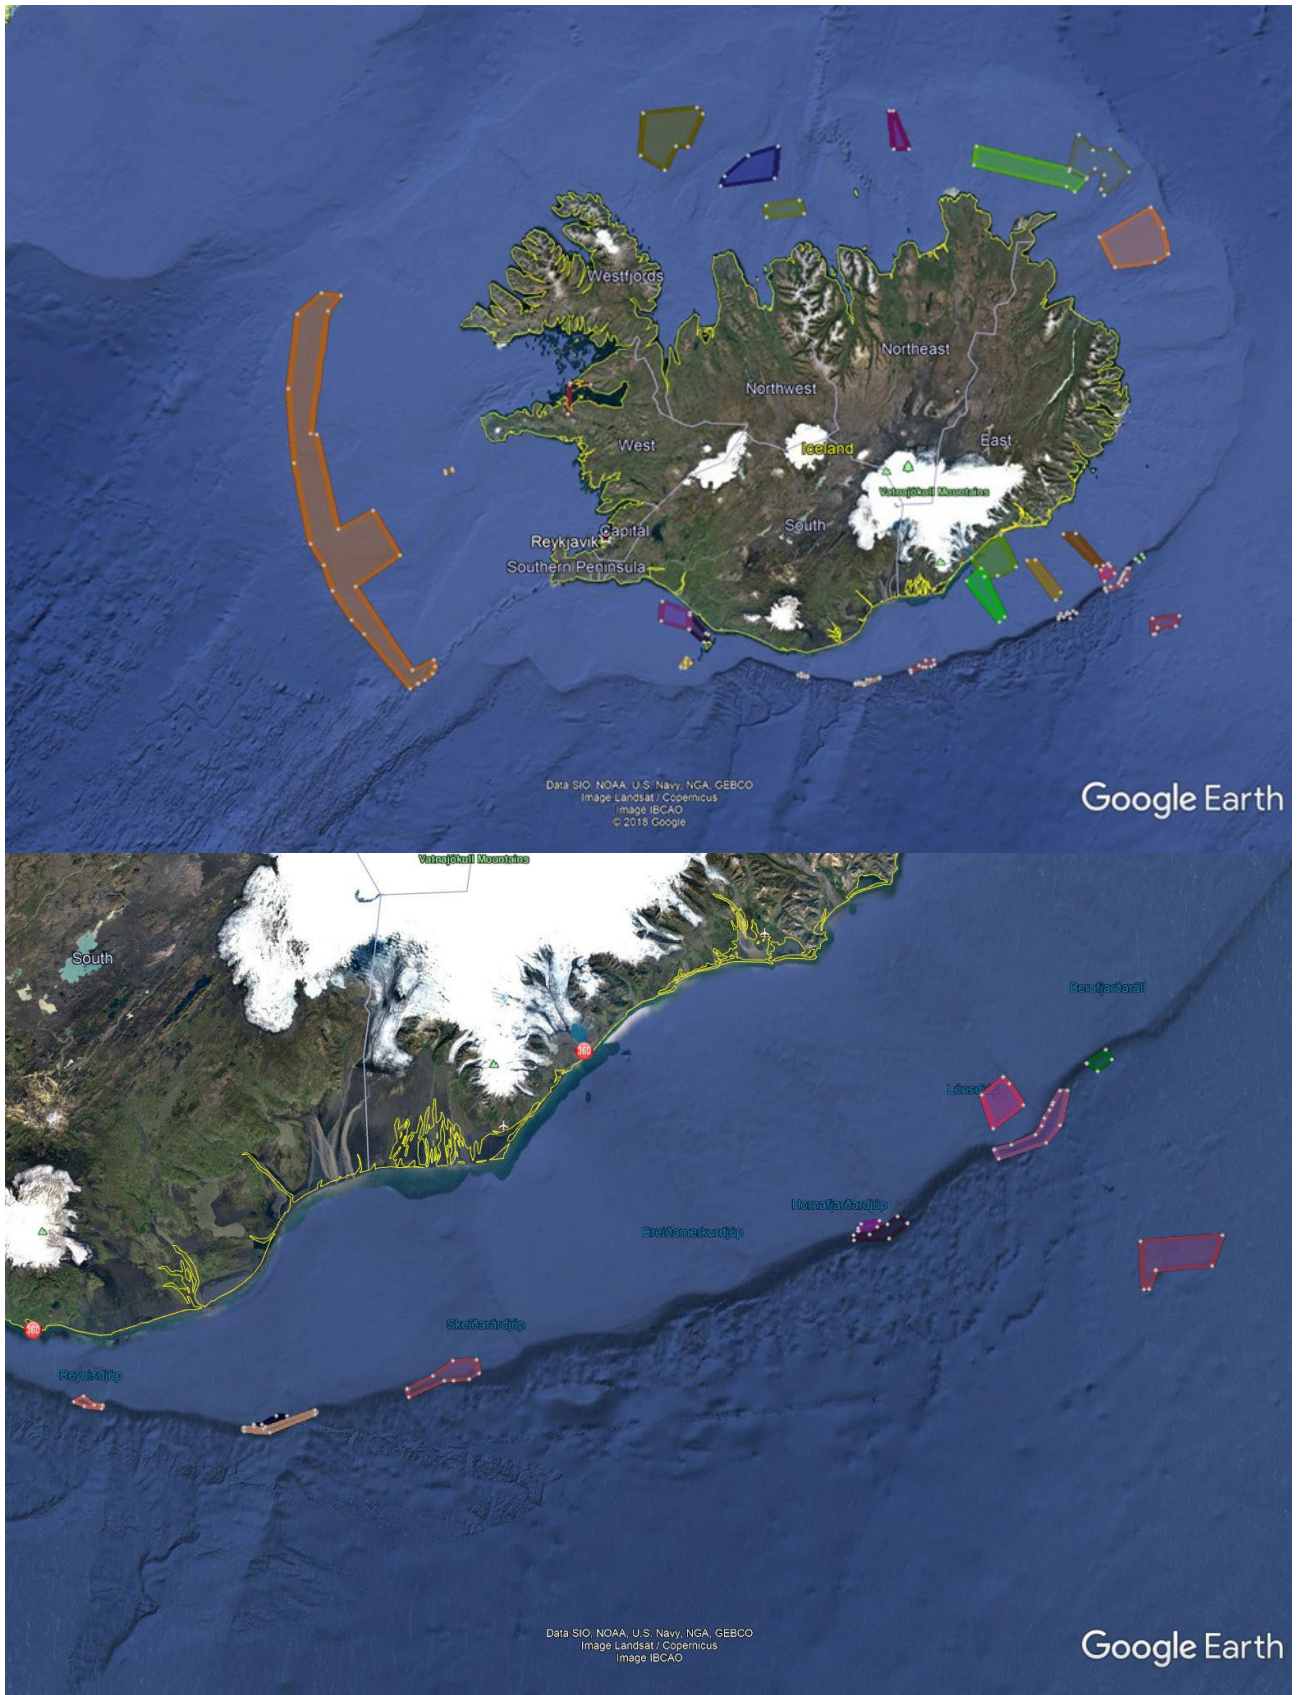 Westfjords
Northeast
Northwest
West
East
Iceland
Vatnajökull Mountains
South
Capital
Reykjavik
Southern Peninsula
Data SIO, NOAA, U.S. Navy, NGA, GEBCO
Image Landsat / Copernicus
Image IBCAO
© 2018 Google
Google Earth
Vatnajökull Mountains
South
Berufjarðaráll
360
Lónsdjúp
Hornafjarðardjúp
Breiðamerkurdjúp
Skeiðarárdjúp
360
Reynisdjúp
Data SIO, NOAA, U.S. Navy, NGA, GEBCO
Image Landsat / Copernicus
Image IBCAO
Google Earth